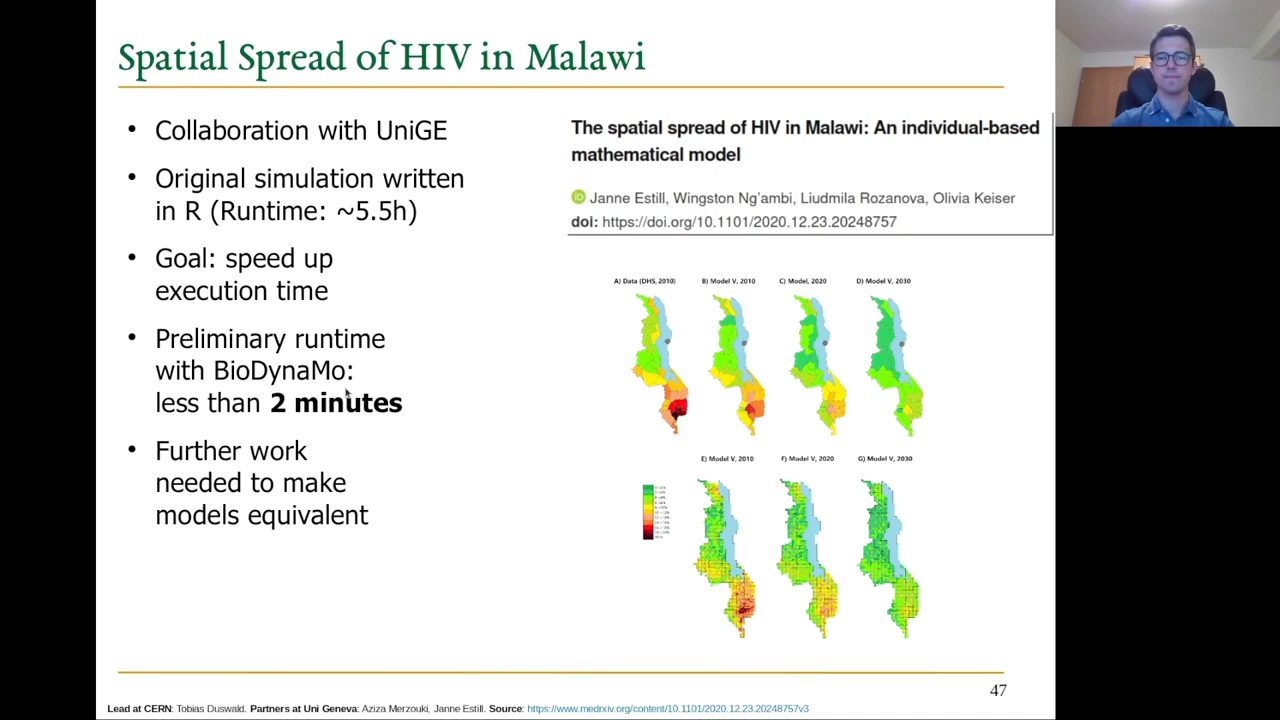 Spatial Spread of HIV in Malawi
• Collaboration with UniGE
• Original simulation written
in R (Runtime: ~5.5h)
• Goal: speed up
execution time
• Preliminary runtime
with BioDynaMo:
less than 2 minutes
• Further work
needed to make
models equivalent
The spatial spread of HIV in Malawi: An individual-based
mathematical model
iD Janne Estill, Wingston Ng'ambi, Liudmila Rozanova, Olivia Keiser
doi: https://doi.org/10.1101/2020.12.23.20248757
A) Data (DHS, 2010) B) Model V, 2010 C) Model, 2020 D) Model V, 2030
E) Model V, 2010 F) Model V, 2020 G) Model V, 2030
47
Lead at CERN: Tobias Duswald. Partners at Uni Geneva: Aziza Merzouki, Janne Estill. Source: https://www.medrxiv.org/content/10.1101/2020.12.23.20248757v3